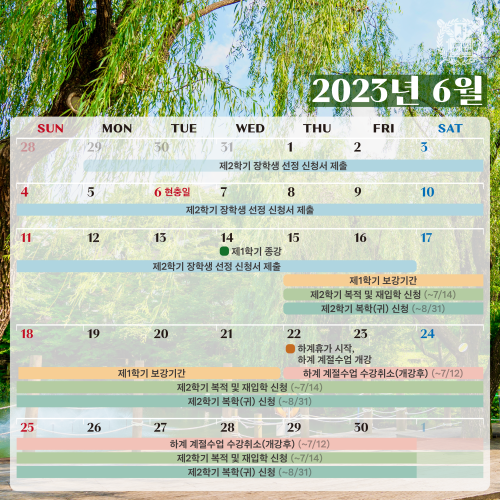 2023년 6월
SUN MON TUE WED THU FRI SAT
28 29 30 31 1 2 3
제2학기 장학생 선정 신청서 제출
4 5 6 현충일 7 8 9 10
제2학기 장학생 선정 신청서 제출
11 12 13 14 15 16 17
제1학기 종강
제2학기 장학생 선정 신청서 제출
제1학기 보강기간
제2학기 복적 및 재입학 신청 (~7/14)
제2학기 복학(귀) 신청 (~8/31)
18 19 20 21 22 23 24
하계휴가 시작,
하계 계절수업 개강
제1학기 보강기간 하계 계절수업 수강취소(개강후) (~7/12)
제2학기 복적 및 재입학 신청 (~7/14)
제2학기 복학(귀) 신청 (~8/31)
25 26 27 28 29 30 1
하계 계절수업 수강취소(개강후) (~7/12)
제2학기 복적 및 재입학 신청 (~7/14)
제2학기 복학(귀) 신청 (~8/31)